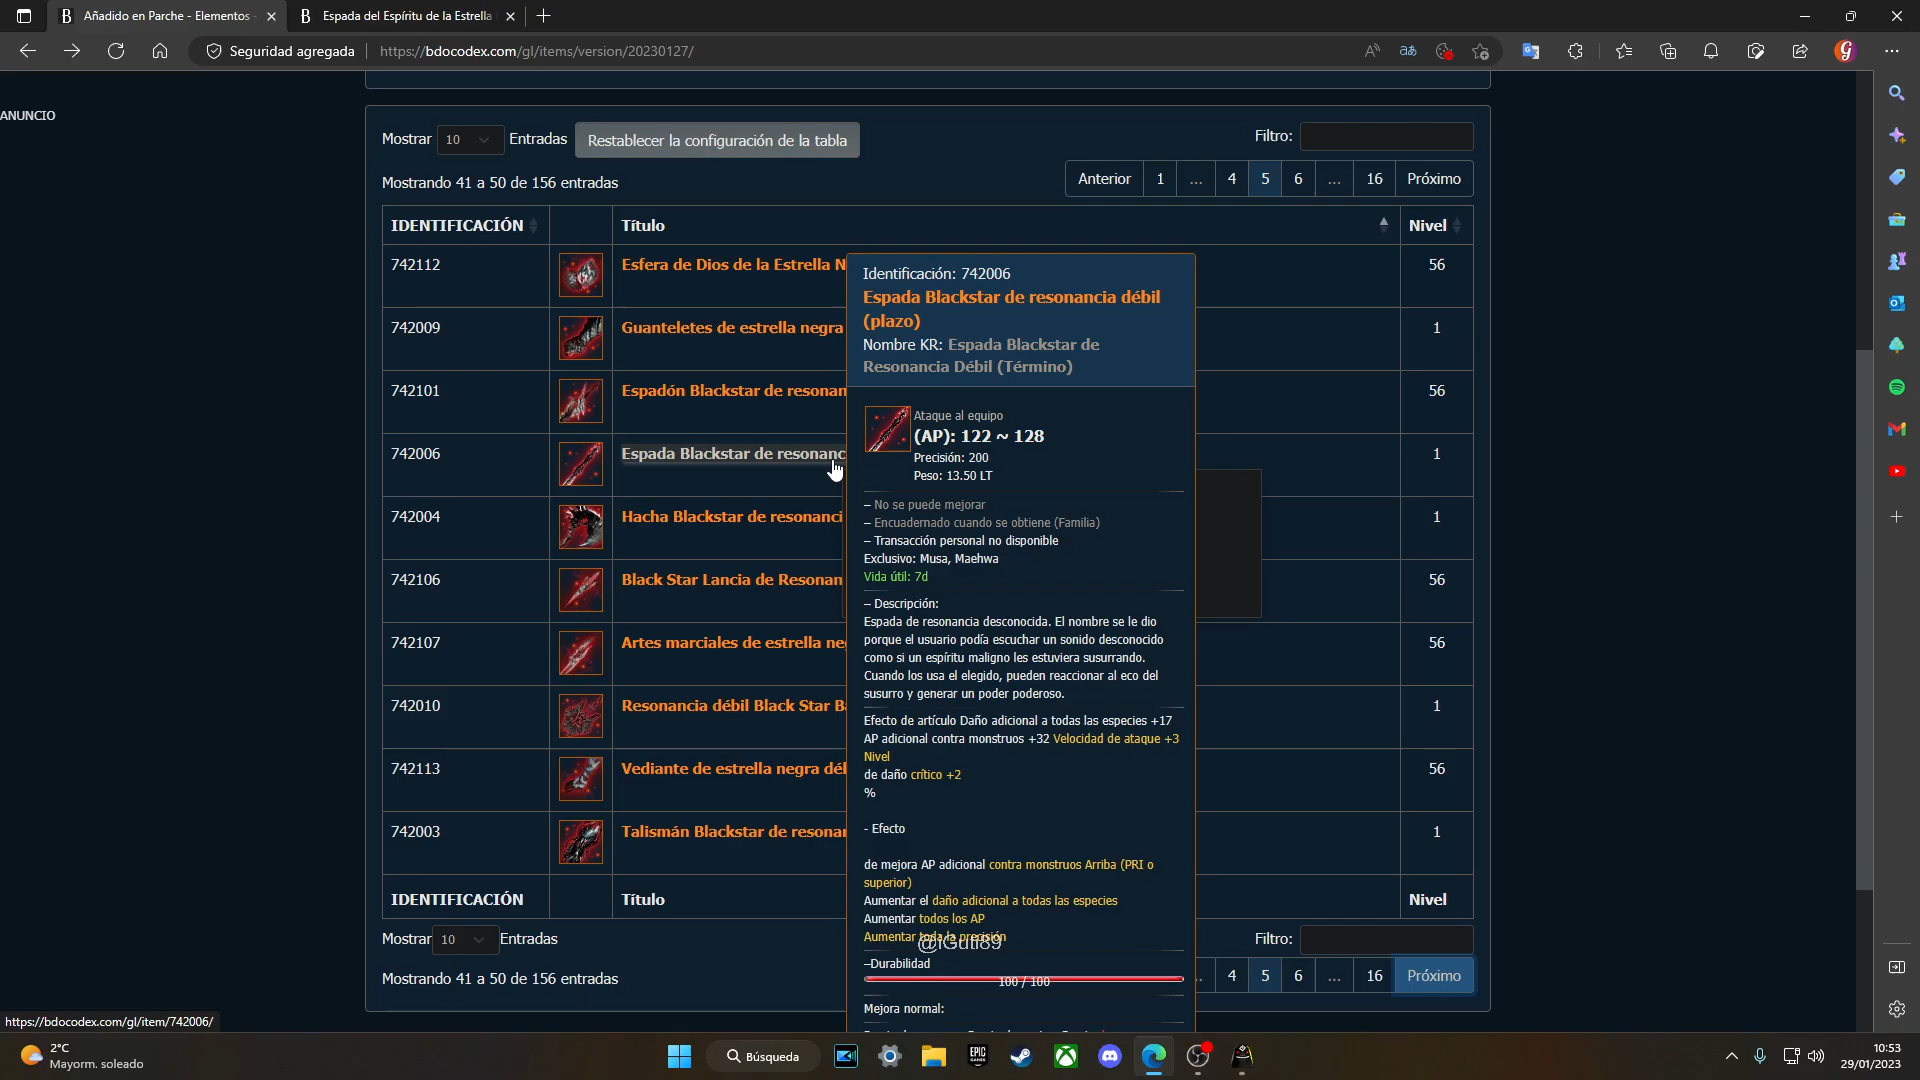 Añadido en Parche - Elementos -
Espada del Espíritu de la Estrella
Seguridad agregada
https://bdocodex.com/gl/items/version/20230127/
ANUNCIO
Mostrar 10 Entradas Restablecer la configuración de la tabla
Filtro:
Mostrando 41 a 50 de 156 entradas
Anterior 1 ... 4 5 6 ... 16 Próximo
IDENTIFICACIÓN Título Nivel
742112 Esfera de Dios de la Estrella N 56
742009 Guanteletes de estrella negra 1
742101 Espadón Blackstar de resonan 56
742006 Espada Blackstar de resonanc 1
742004 Hacha Blackstar de resonanci 1
742106 Black Star Lancia de Resonan 56
742107 Artes marciales de estrella ne 56
742010 Resonancia débil Black Star B 1
742113 Vediante de estrella negra dé 56
742003 Talismán Blackstar de resona 1
IDENTIFICACIÓN Título Nivel
Mostrar 10 Entradas
Filtro:
Mostrando 41 a 50 de 156 entradas
4 5 6 ... 16 Próximo
Identificación: 742006
Espada Blackstar de resonancia débil
(plazo)
Nombre KR: Espada Blackstar de
Resonancia Débil (Término)
Ataque al equipo
(AP): 122 ~ 128
Precisión: 200
Peso: 13.50 LT
– No se puede mejorar
– Encuadernado cuando se obtiene (Familia)
– Transacción personal no disponible
Exclusivo: Musa, Maehwa
Vida útil: 7d
– Descripción:
Espada de resonancia desconocida. El nombre se le dio
porque el usuario podía escuchar un sonido desconocido
como si un espíritu maligno les estuviera susurrando.
Cuando los usa el elegido, pueden reaccionar al eco del
susurro y generar un poder poderoso.
Efecto de artículo Daño adicional a todas las especies +17
AP adicional contra monstruos +32 Velocidad de ataque +3
Nivel
de daño crítico +2
%
- Efecto
de mejora AP adicional contra monstruos Arriba (PRI o
superior)
Aumentar el daño adicional a todas las especies
Aumentar todos los AP
Aumentar toda la precisión
@iGuti89
–Durabilidad
100 / 100
Mejora normal:
https://bdocodex.com/gl/item/742006/
2°C
Mayorm. soleado
Búsqueda
10:53
29/01/2023